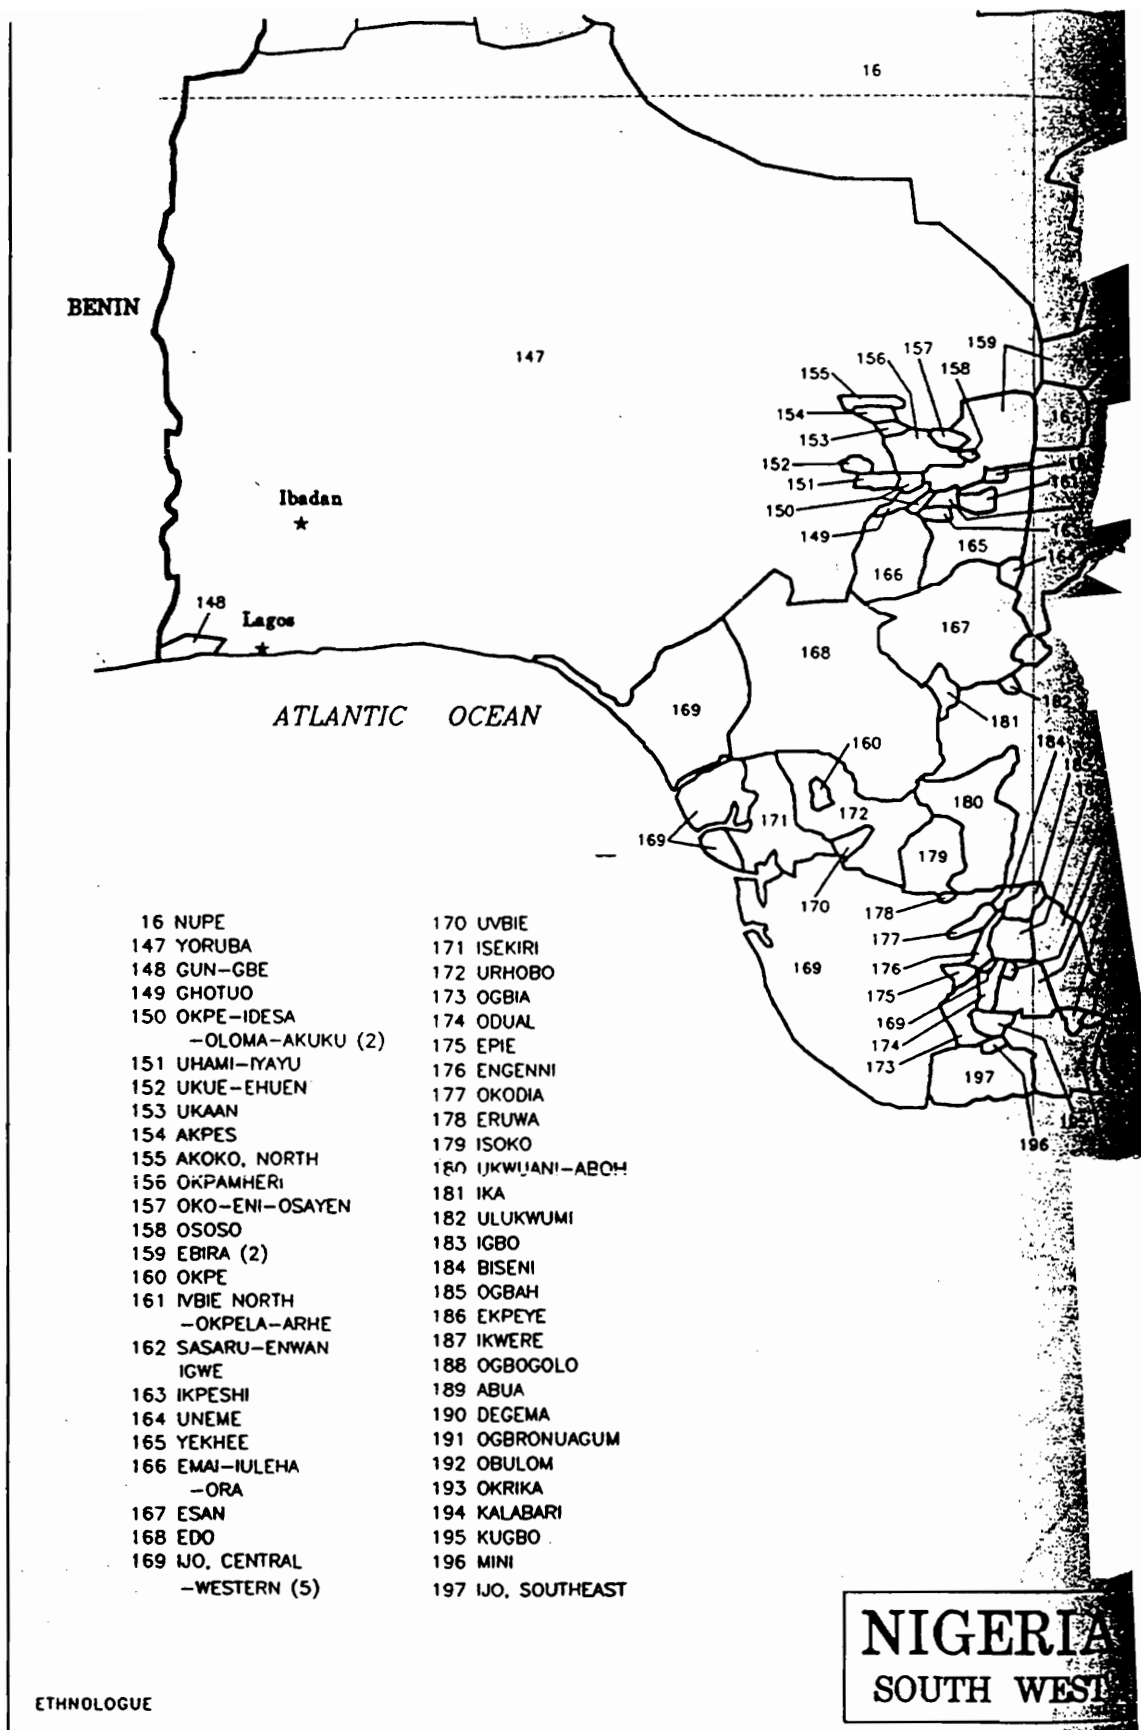 16
BENIN
147
159
157
156
158
155
154
153
152
151
150
149
Ibadan
165
166
148
Lagos
167
168
ATLANTIC OCEAN
169
181
182
184
160
180
171
172
169
179
170
178
177
169
176
175
169
174
173
197
196
16 NUPE
147 YORUBA
148 GUN-GBE
149 GHOTUO
150 OKPE-IDESA
-OLOMA-AKUKU (2)
151 UHAMI-IYAYU
152 UKUE-EHUEN
153 UKAAN
154 AKPES
155 AKOKO, NORTH
156 OKPAMHERI
157 OKO-ENI-OSAYEN
158 OSOSO
159 EBIRA (2)
160 OKPE
161 IVBIE NORTH
-OKPELA-ARHE
162 SASARU-ENWAN
IGWE
163 IKPESHI
164 UNEME
165 YEKHEE
166 EMAI-IULEHA
-ORA
167 ESAN
168 EDO
169 IJO, CENTRAL
-WESTERN (5)
170 UVBIE
171 ISEKIRI
172 URHOBO
173 OGBIA
174 ODUAL
175 EPIE
176 ENGENNI
177 OKODIA
178 ERUWA
179 ISOKO
180 UKWUANI-ABOH
181 IKA
182 ULUKWUMI
183 IGBO
184 BISENI
185 OGBAH
186 EKPEYE
187 IKWERE
188 OGBOGOLO
189 ABUA
190 DEGEMA
191 OGBRONUAGUM
192 OBULOM
193 OKRIKA
194 KALABARI
195 KUGBO
196 MINI
197 IJO, SOUTHEAST
NIGERIA
SOUTH WEST
ETHNOLOGUE